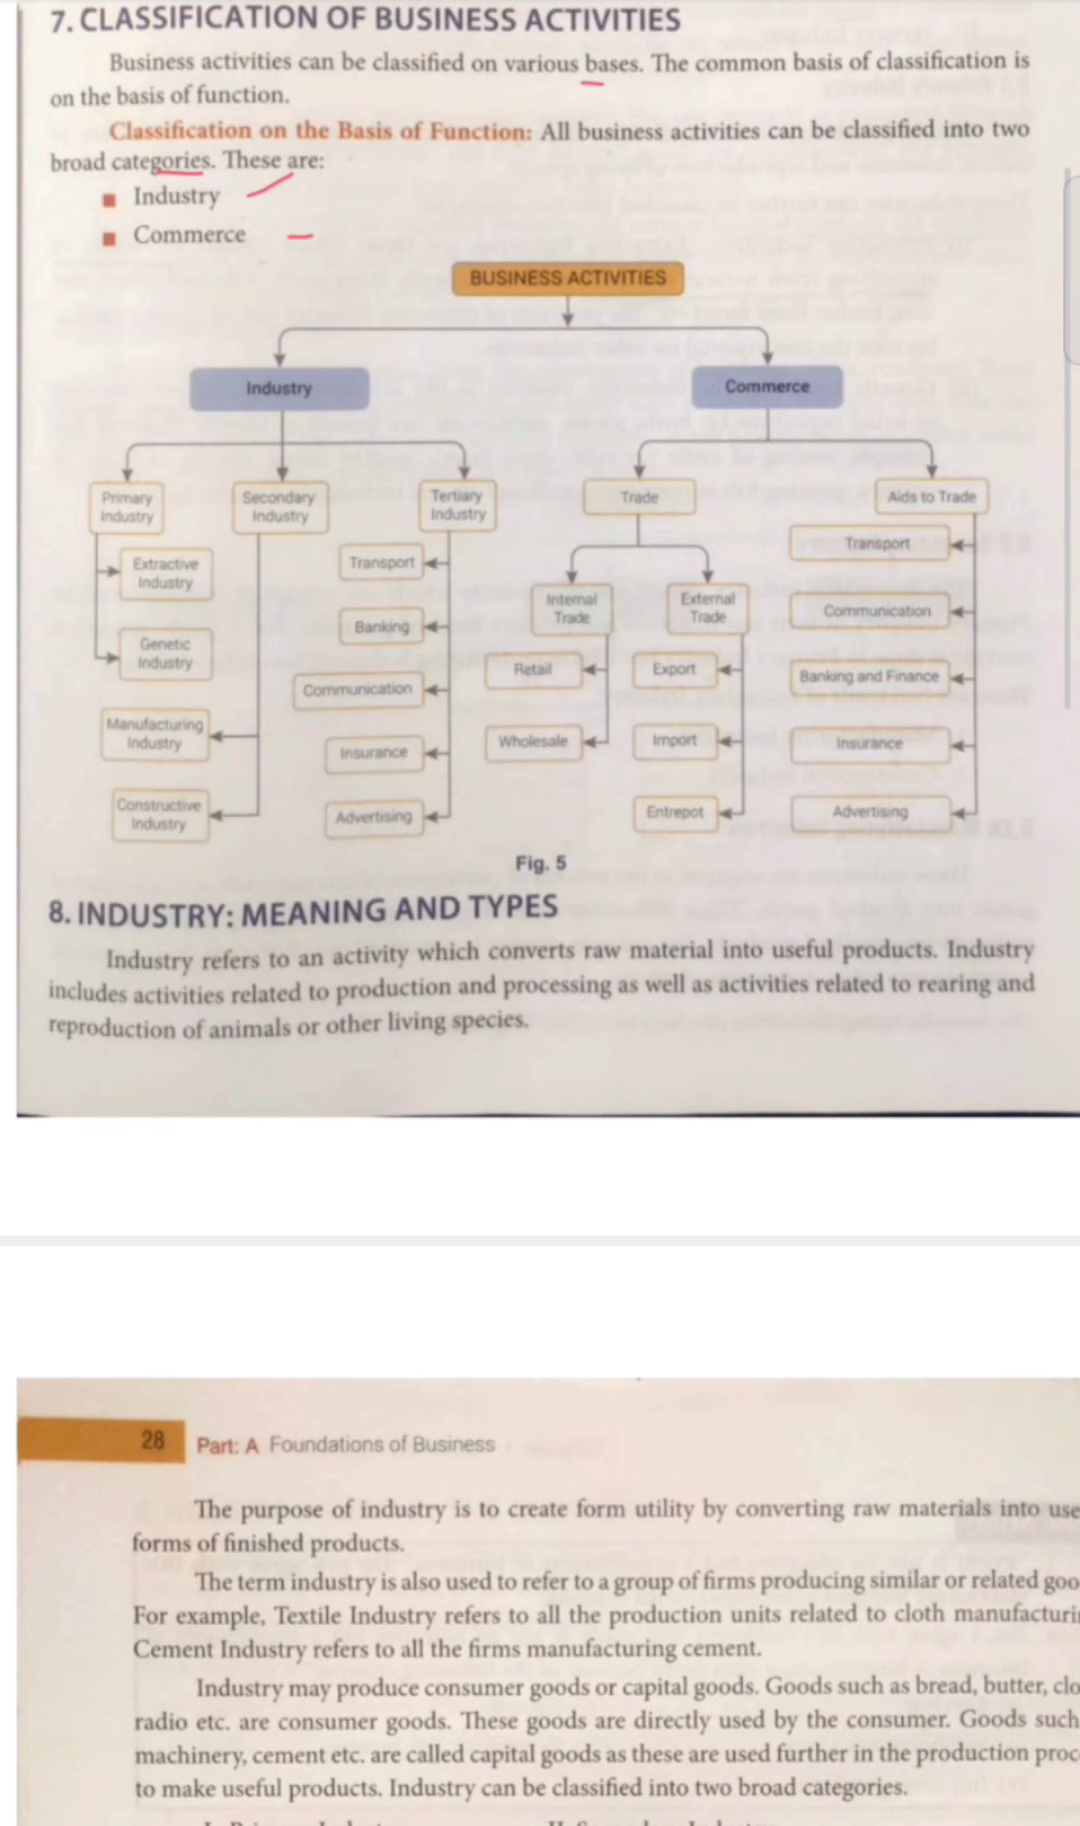 7. CLASSIFICATION OF BUSINESS ACTIVITIES
Business activities can be classified on various bases. The common basis of classification is
on the basis of function.
Classification on the Basis of Function: All business activities can be classified into two
broad categories. These are:
Industry
Commerce
BUSINESS ACTIVITIES
Industry
Commerce
Primary
Industry
Secondary
Industry
Tertiary
Industry
Trade
Aids to Trade
Extractive
Industry
Genetic
Industry
Manufacturing
Industry
Constructive
Industry
Transport
Banking
Communication
Insurance
Advertising
Internal
Trade
External
Trade
Retail
Wholesale
Export
Import
Entrepot
Transport
Communication
Banking and Finance
Insurance
Advertising
Fig. 5
8. INDUSTRY: MEANING AND TYPES
Industry refers to an activity which converts raw material into useful products. Industry
includes activities related to production and processing as well as activities related to rearing and
reproduction of animals or other living species.
28 Part: A Foundations of Business
The purpose of industry is to create form utility by converting raw materials into use
forms of finished products.
The term industry is also used to refer to a group of firms producing similar or related goo
For example, Textile Industry refers to all the production units related to cloth manufacturi
Cement Industry refers to all the firms manufacturing cement.
Industry may produce consumer goods or capital goods. Goods such as bread, butter, clo
radio etc. are consumer goods. These goods are directly used by the consumer. Goods such
machinery, cement etc. are called capital goods as these are used further in the production proc
to make useful products. Industry can be classified into two broad categories.